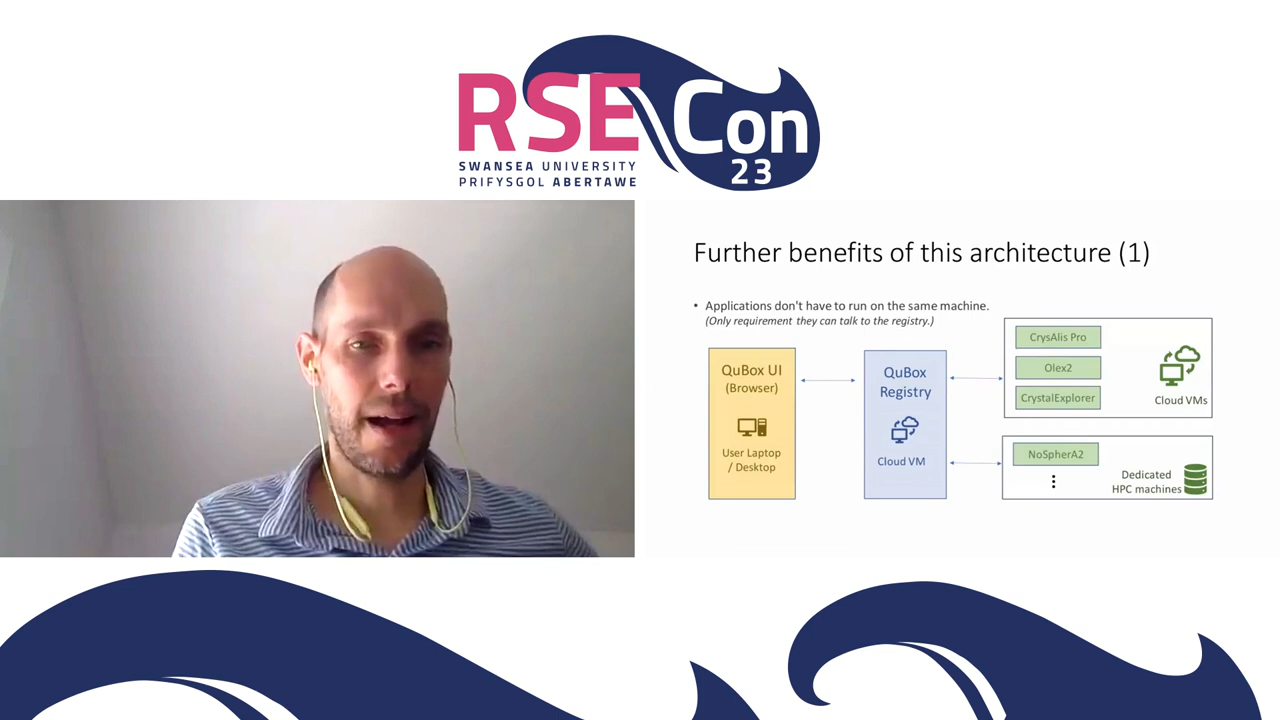 RSE Con
23
SWANSEA UNIVERSITY
PRIFYSGOL ABERTAWE
Further benefits of this architecture (1)
• Applications don't have to run on the same machine.
(Only requirement they can talk to the registry.)
QuBox UI
(Browser)
User Laptop
/ Desktop
QuBox
Registry
Cloud VM
CrysAlis Pro
Olex2
CrystalExplorer
Cloud VMs
NoSpherA2
Dedicated
HPC machines